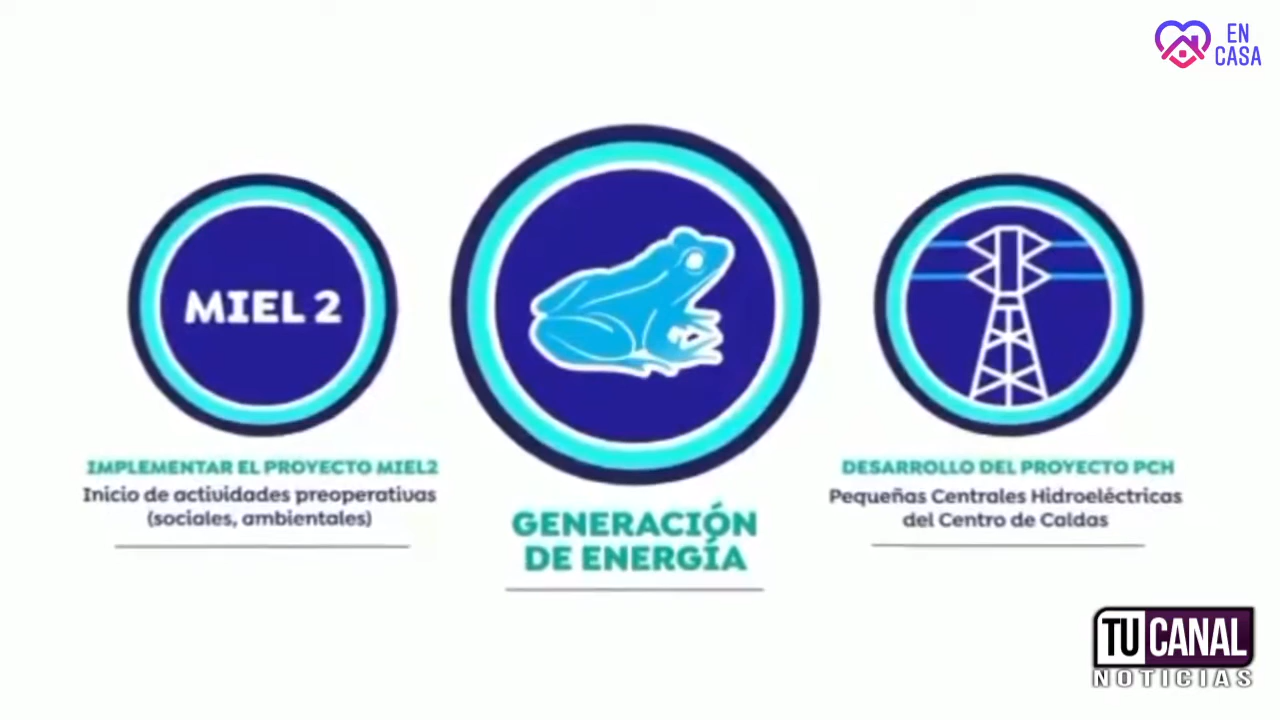 EN
CASA
MIEL 2
IMPLEMENTAR EL PROYECTO MIEL2
Inicio de actividades preoperativas
(sociales, ambientales)
GENERACIÓN
DE ENERGÍA
DESARROLLO DEL PROYECTO PCH
Pequeñas Centrales Hidroeléctricas
del Centro de Caldas
TU CANAL
NOTICIAS